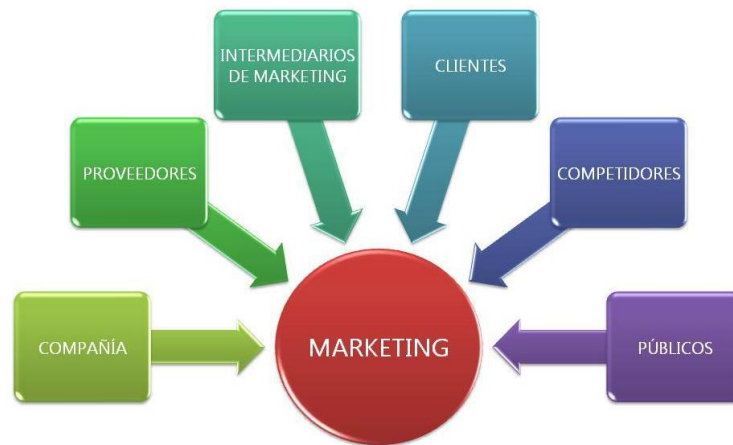 INTERMEDIARIOS
DE MARKETING
CLIENTES
PROVEEDORES
COMPETIDORES
COMPAÑÍA
MARKETING
PÚBLICOS